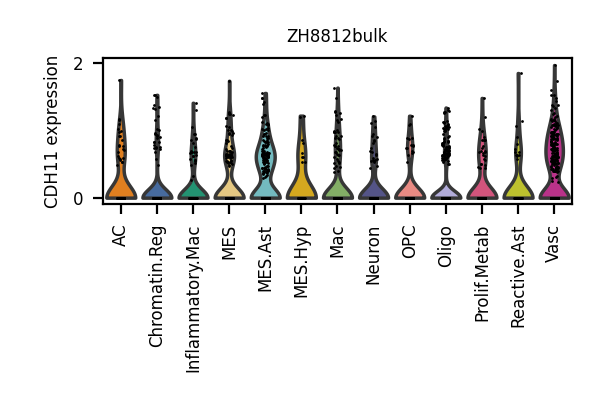 ZH8812bulk
CDH11 expression
2
0
AC
Chromatin.Reg
Inflammatory.Mac
MES
MES.Ast
MES.Hyp
Mac
Neuron
OPC
Oligo
Prolif.Metab
Reactive.Ast
Vasc